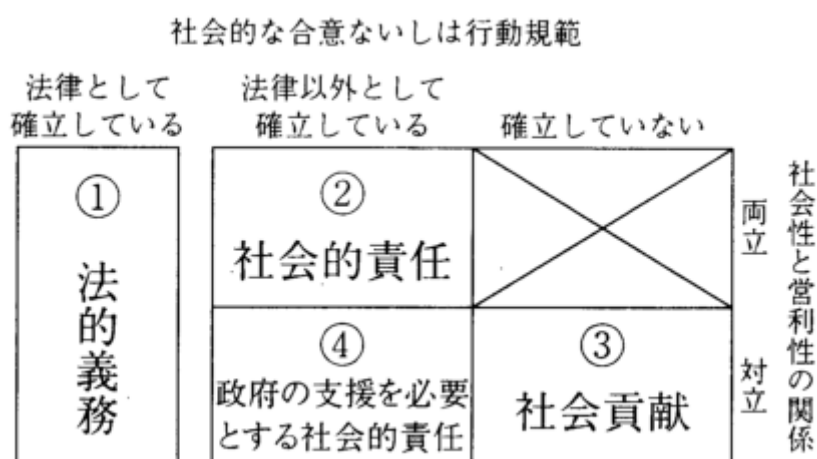 社会的な合意ないしは行動規範
法律として
確立している
法律以外として
確立している
確立していない
①
法的義務
②
社会的責任
両立
④
政府の支援を必要
とする社会的責任
③
社会貢献
対立
社会性と営利性の関係